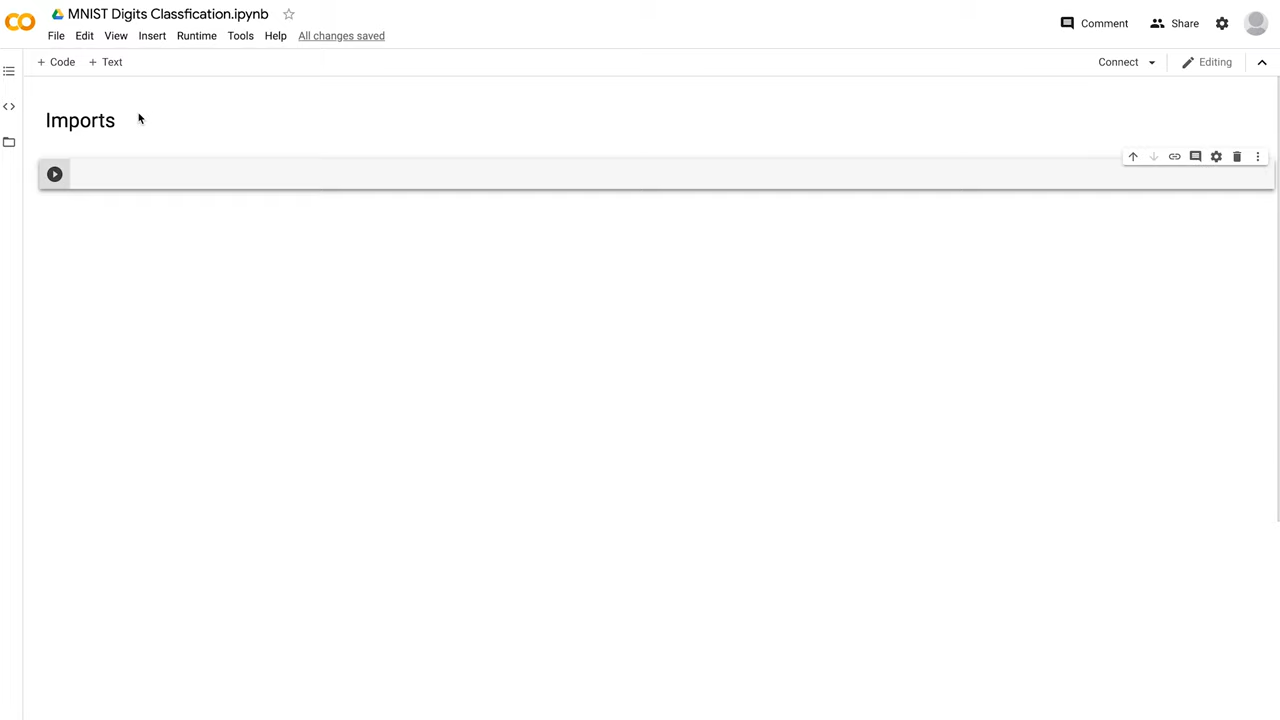 MNIST Digits Classfication.ipynb
File Edit View Insert Runtime Tools Help All changes saved
Comment Share
+ Code + Text
Connect Editing
Imports